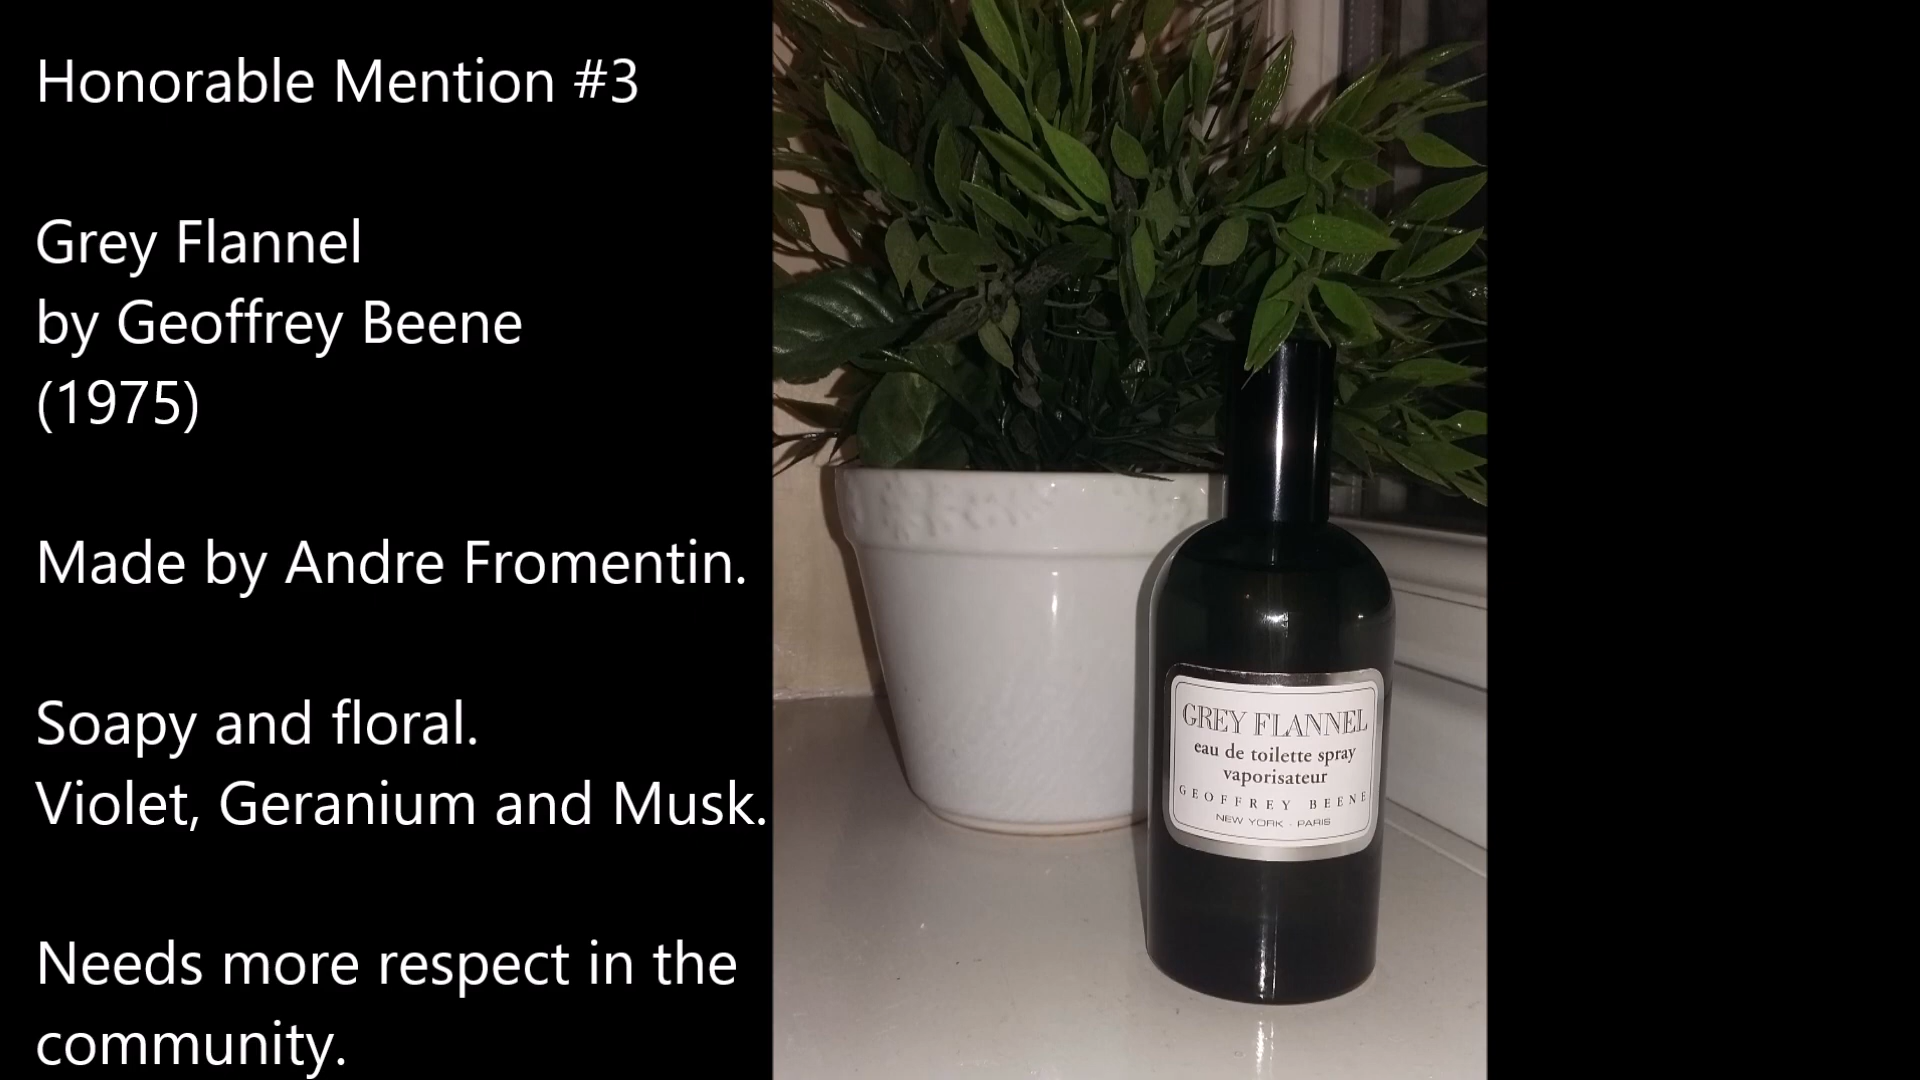 Honorable Mention #3
Grey Flannel
by Geoffrey Beene
(1975)
Made by Andre Fromentin.
Soapy and floral.
Violet, Geranium and Musk.
Needs more respect in the
community.
GREY FLANNEL
eau de toilette spray
vaporisateur
GEOFFREY BEENE
NEW YORK · PARIS